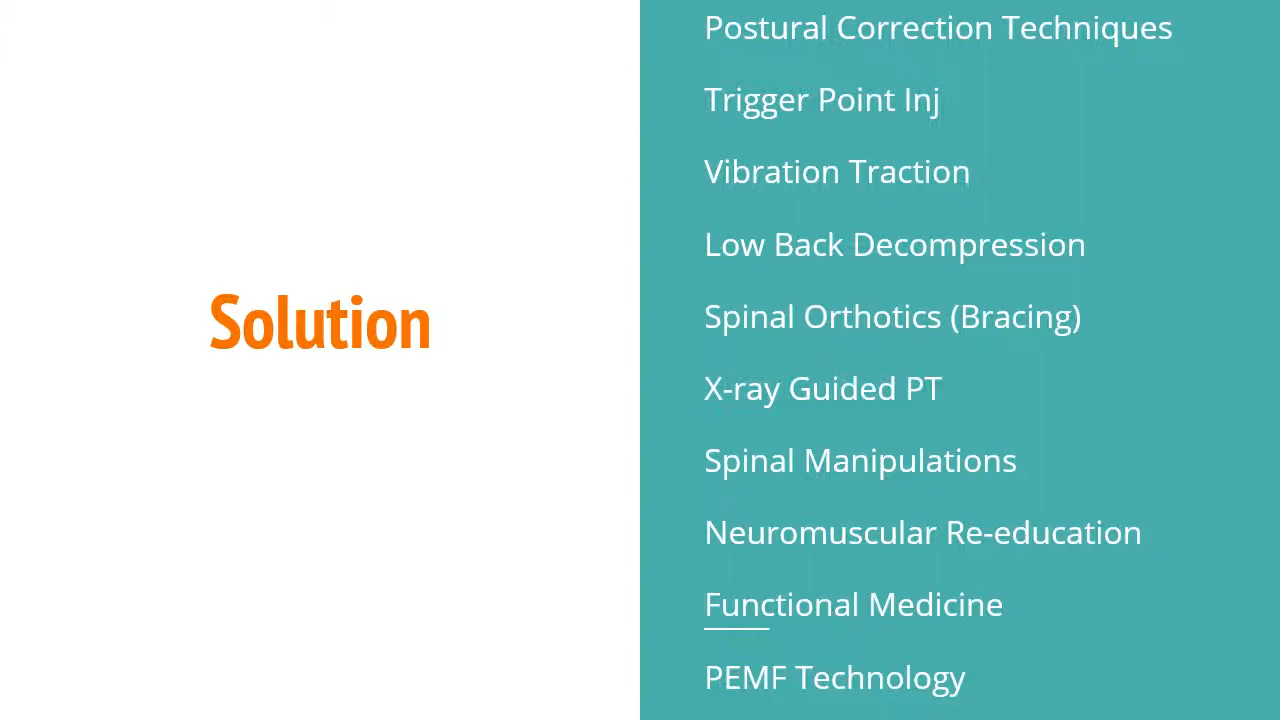 Solution
Postural Correction Techniques
Trigger Point Inj
Vibration Traction
Low Back Decompression
Spinal Orthotics (Bracing)
X-ray Guided PT
Spinal Manipulations
Neuromuscular Re-education
Functional Medicine
PEMF Technology